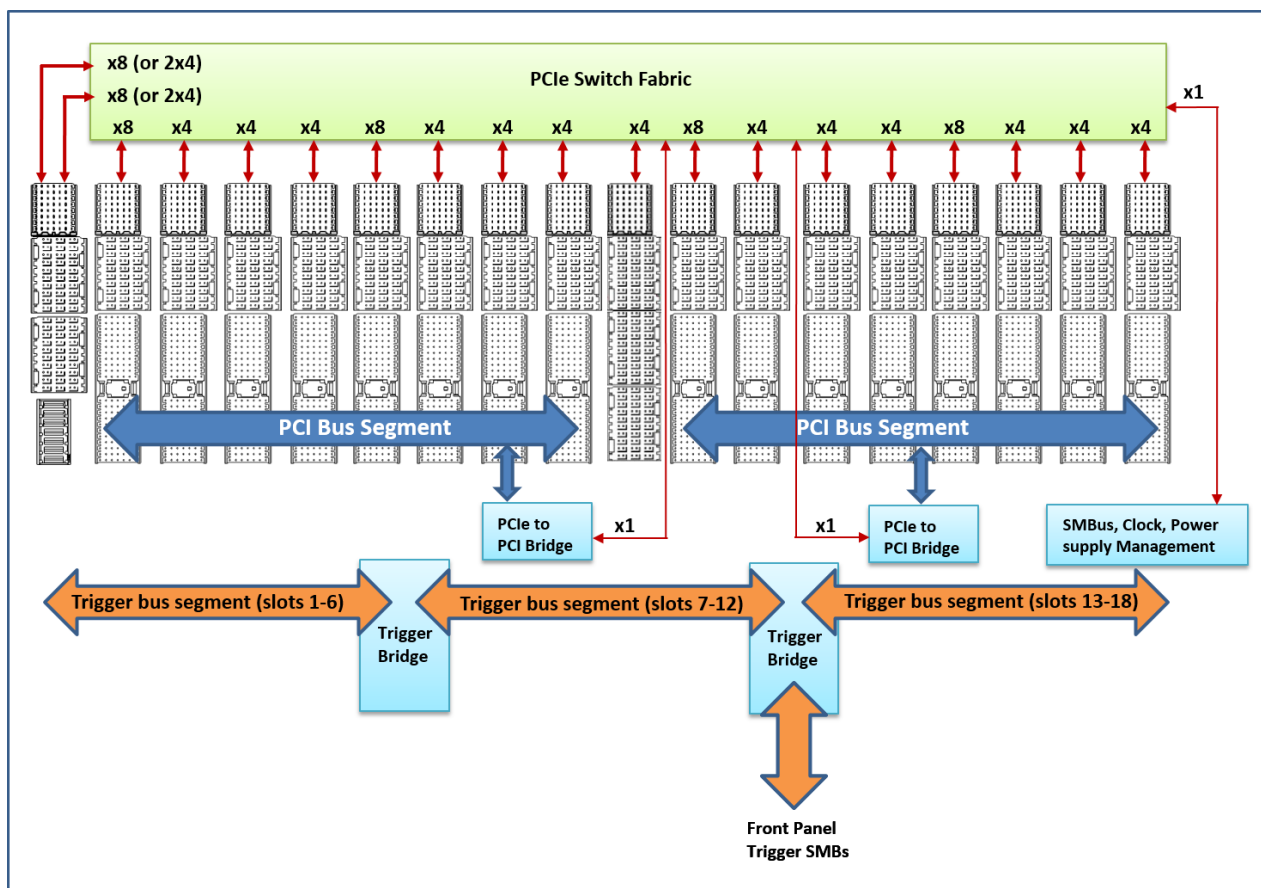 x8 (or 2x4)
PCIe Switch Fabric
x8 (or 2x4)
x1
x8 x4 x4 x4 x8 x4 x4 x4 x4 x8 x4 x4 x4 x8 x4 x4 x4
PCI Bus Segment
PCI Bus Segment
PCIe to
PCI Bridge
x1
x1
PCIe to
PCI Bridge
SMBus, Clock, Power
supply Management
Trigger bus segment (slots 1-6)
Trigger bus segment (slots 7-12)
Trigger bus segment (slots 13-18)
Trigger
Bridge
Trigger
Bridge
Front Panel
Trigger SMBs